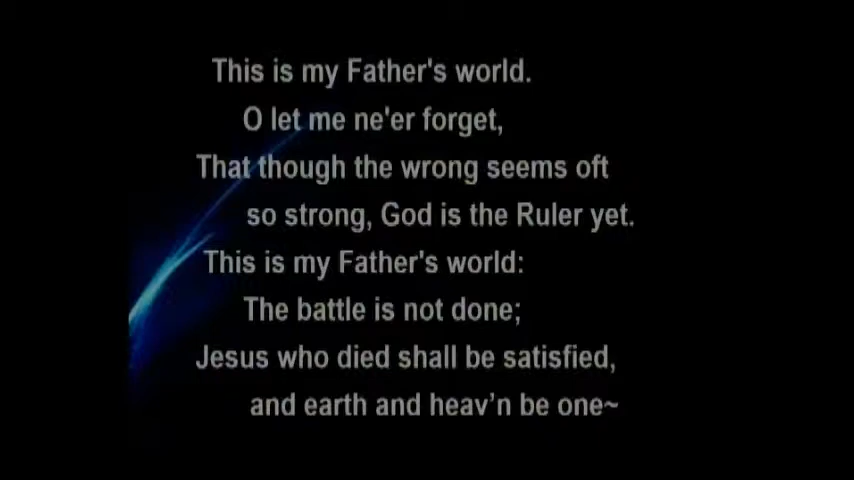 This is my Father's world.
O let me ne'er forget,
That though the wrong seems oft
so strong, God is the Ruler yet.
This is my Father's world:
The battle is not done;
Jesus who died shall be satisfied,
and earth and heav’n be one~